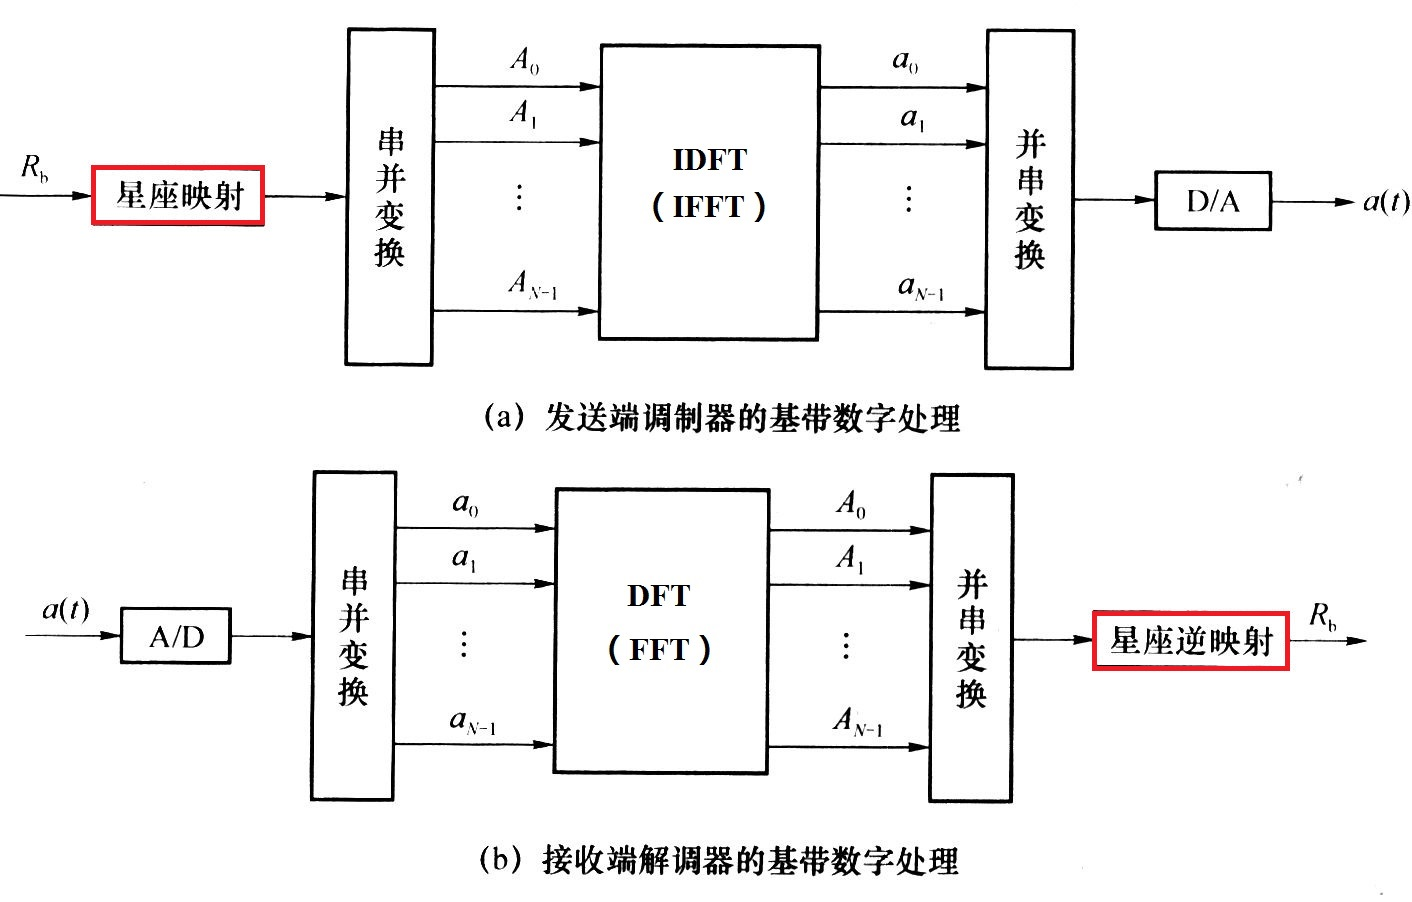 R_b
星座映射
串并变换
A_0
A_1
⋮
A_{N-1}
IDFT
（IFFT）
a_0
a_1
⋮
a_{N-1}
并串变换
D/A
a(t)
(a) 发送端调制器的基带数字处理
a(t)
A/D
串并变换
a_0
a_1
⋮
a_{N-1}
DFT
（FFT）
A_0
A_1
⋮
A_{N-1}
并串变换
星座逆映射
R_b
(b) 接收端解调器的基带数字处理